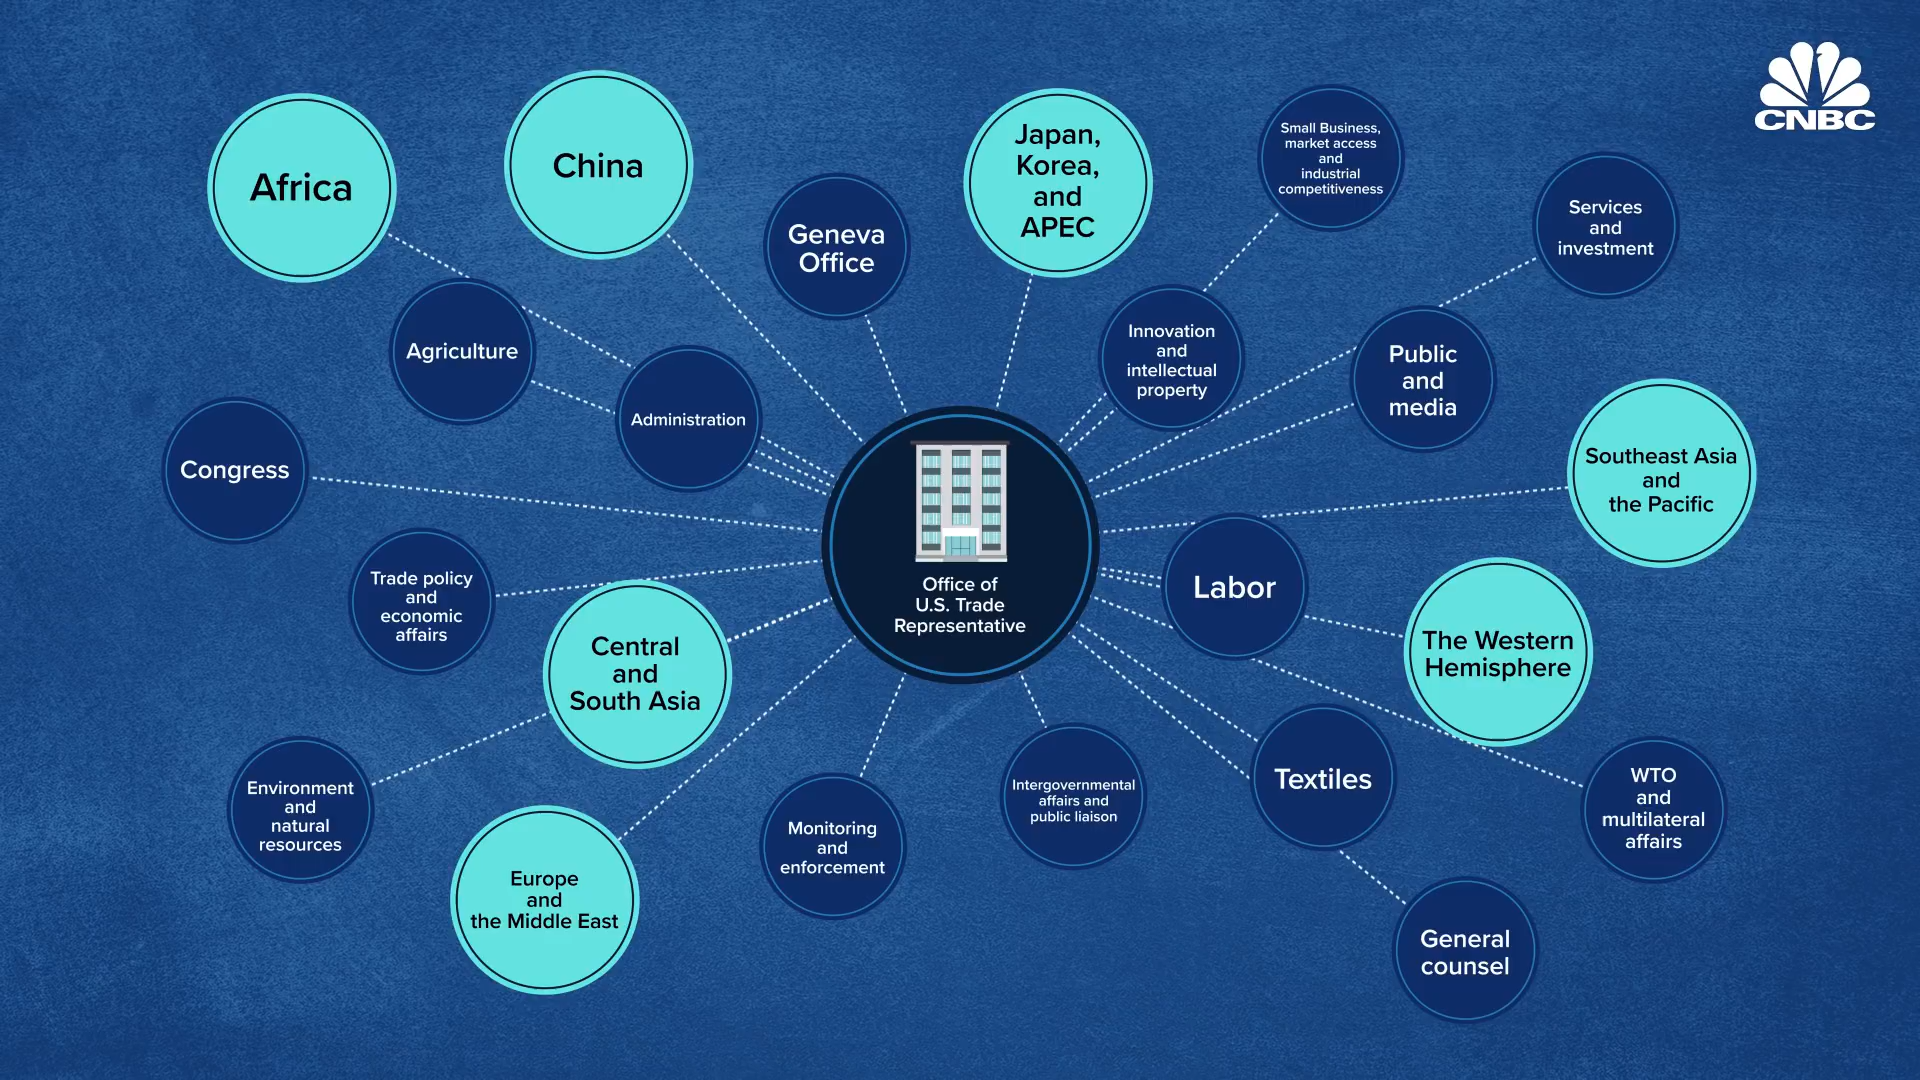 CNBC
Africa
China
Japan,
Korea,
and
APEC
Small Business,
market access
and
industrial
competitiveness
Geneva
Office
Services
and
investment
Agriculture
Administration
Innovation
and
intellectual
property
Public
and
media
Congress
Southeast Asia
and
the Pacific
Office of
U.S. Trade
Representative
Trade policy
and
economic
affairs
Labor
Central
and
South Asia
The Western
Hemisphere
Environment
and
natural
resources
Europe
and
the Middle East
Monitoring
and
enforcement
Intergovernmental
affairs and
public liaison
Textiles
WTO
and
multilateral
affairs
General
counsel